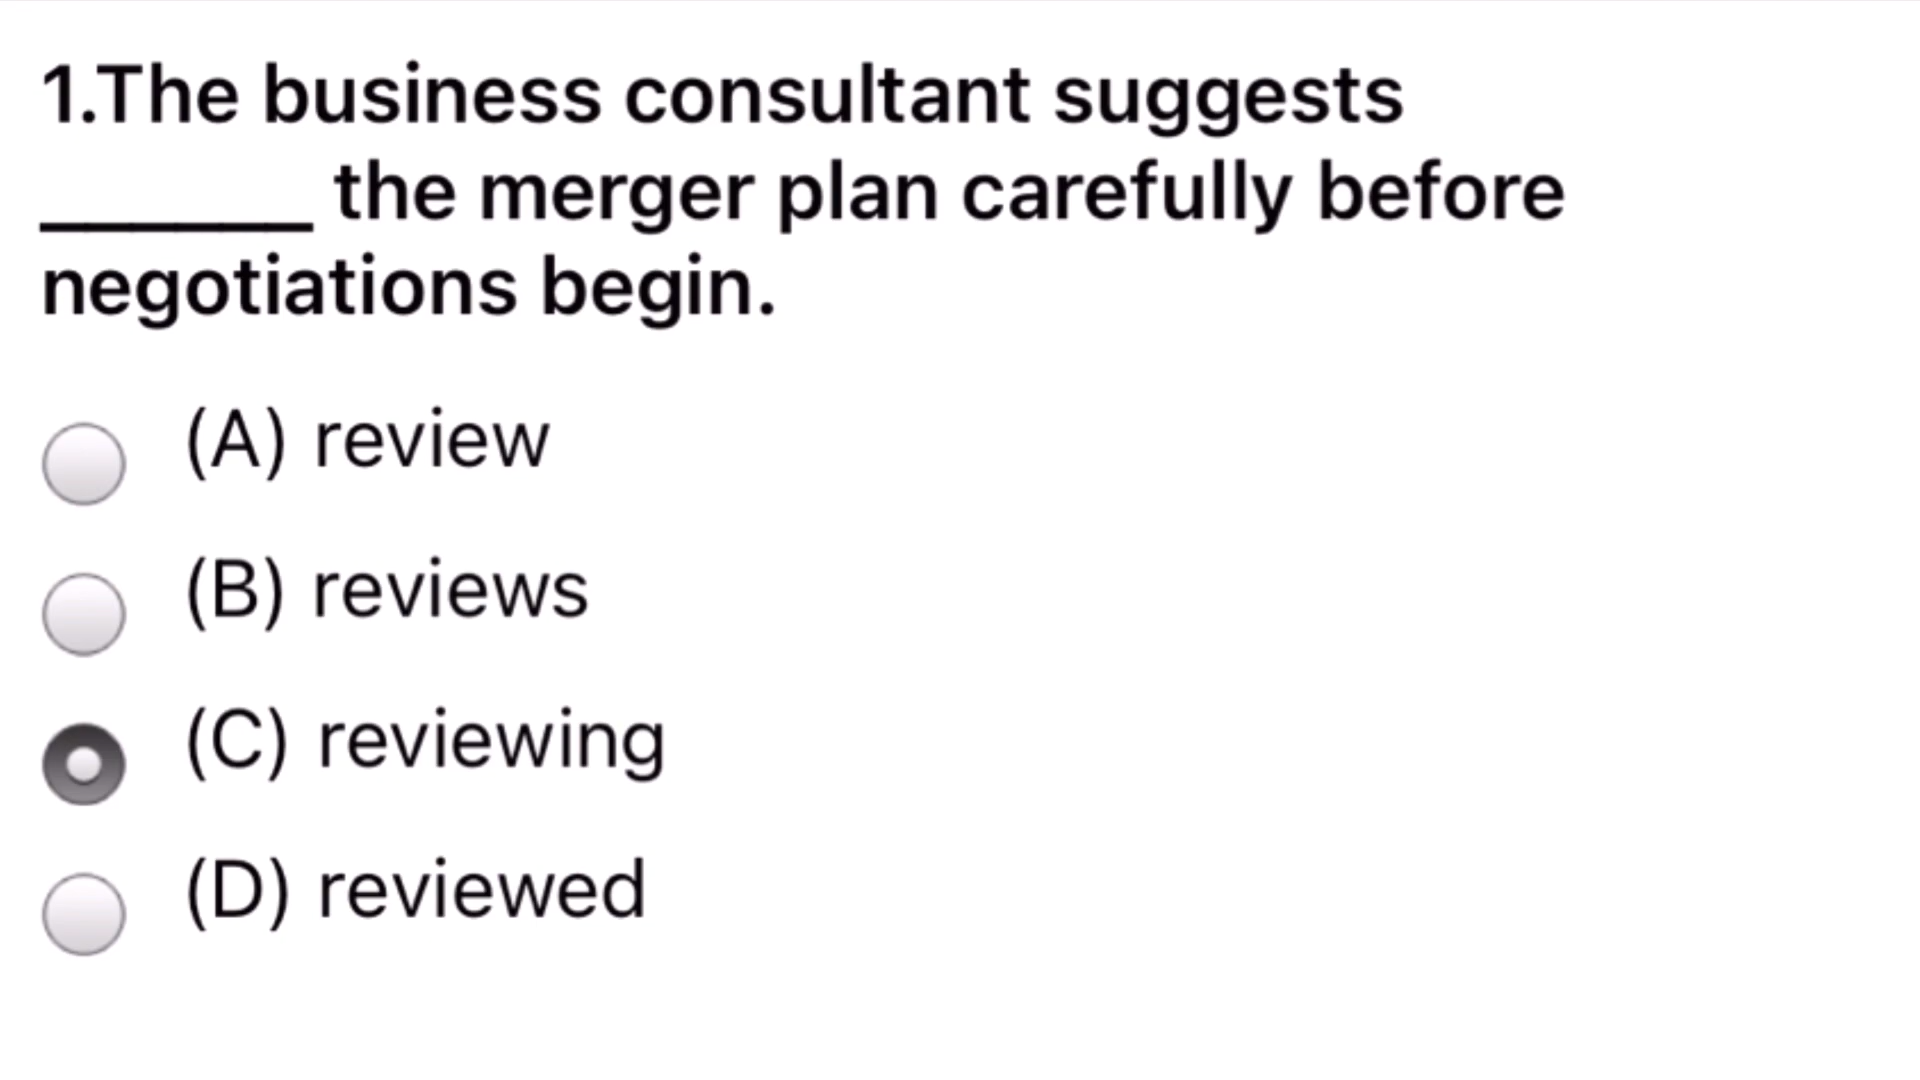 1.The business consultant suggests
_______ the merger plan carefully before
negotiations begin.
(A) review
(B) reviews
(C) reviewing
(D) reviewed